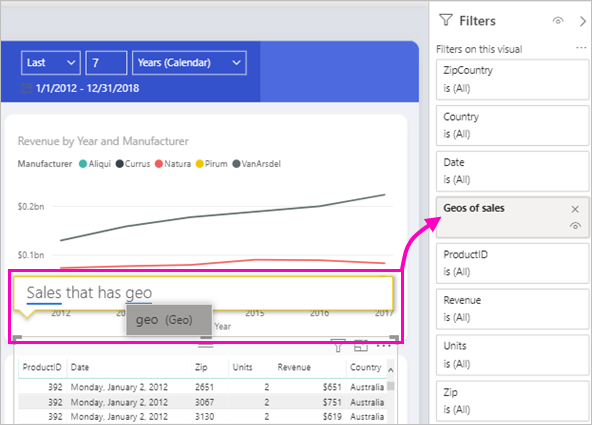 Last 7 Years (Calendar)
1/1/2012 - 12/31/2018
Revenue by Year and Manufacturer
Manufacturer Aliqui Currus Natura Pirum VanArsdel
$0.2bn
$0.1bn
Sales that has geo
2012 2015 2016 2017
geo (Geo)
Year
ProductID Date Zip Units Revenue Country
392 Monday, January 2, 2012 2651 2 $651 Australia
392 Monday, January 2, 2012 3067 2 $751 Australia
392 Monday, January 2, 2012 3130 2 $619 Australia
Filters
Filters on this visual ...
ZipCountry
is (All)
Country
is (All)
Date
is (All)
Geos of sales
ProductID
is (All)
Revenue
is (All)
Units
is (All)
Zip
is (All)